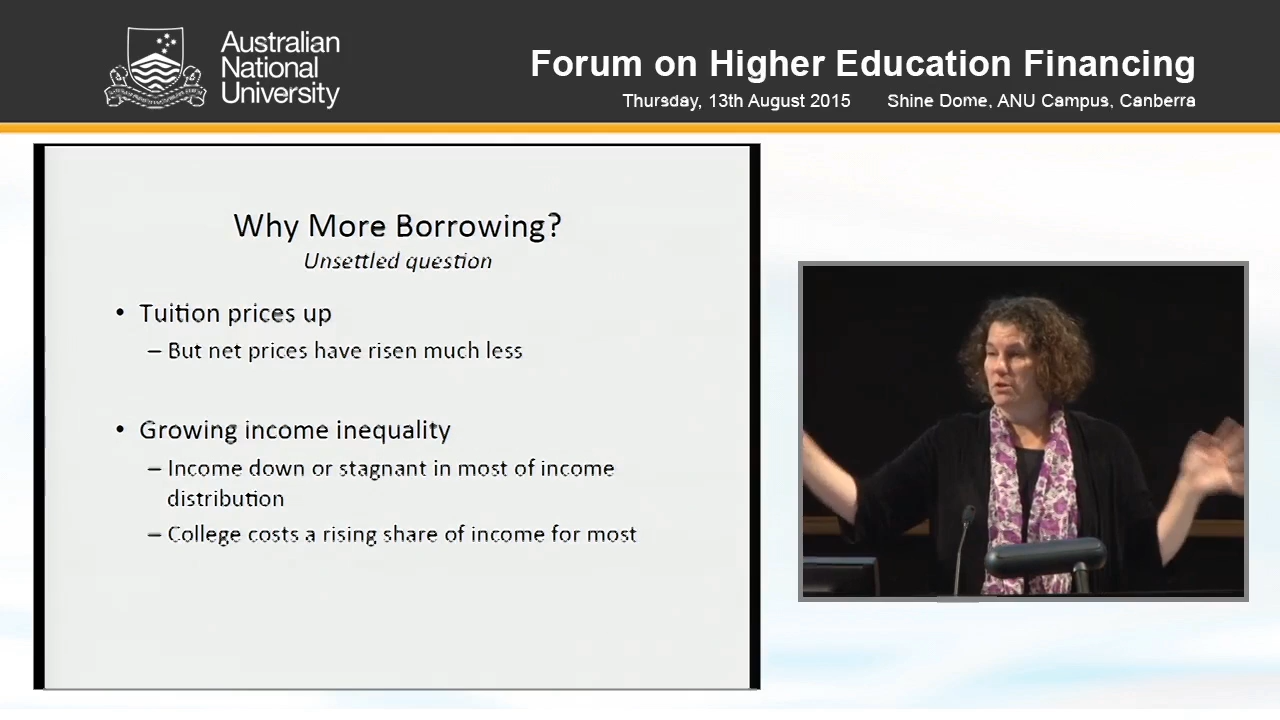 Australian
National
University
Forum on Higher Education Financing
Thursday, 13th August 2015 Shine Dome, ANU Campus, Canberra
Why More Borrowing?
Unsettled question
• Tuition prices up
– But net prices have risen much less
• Growing income inequality
– Income down or stagnant in most of income
distribution
– College costs a rising share of income for most